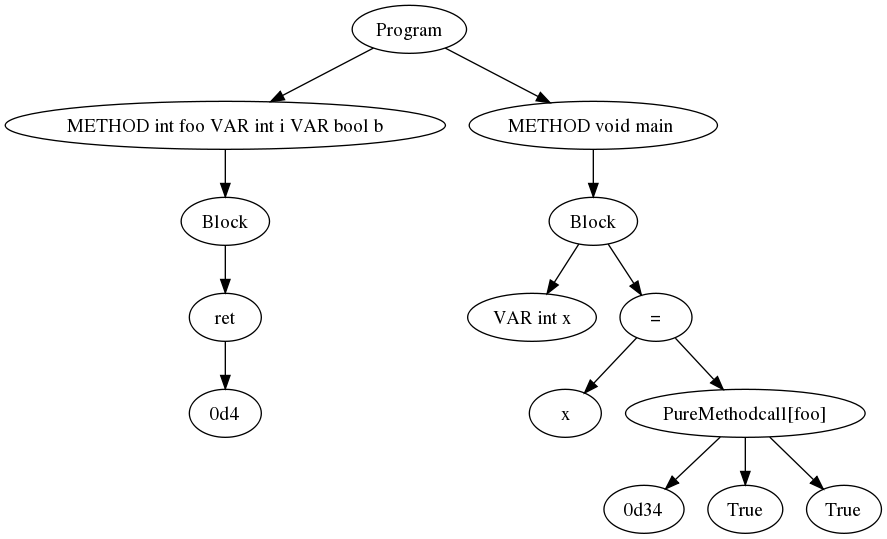 Program
METHOD int foo VAR int i VAR bool b
METHOD void main
Block
Block
ret
VAR int x
=
0d4
x
PureMethodcall[foo]
0d34
True
True